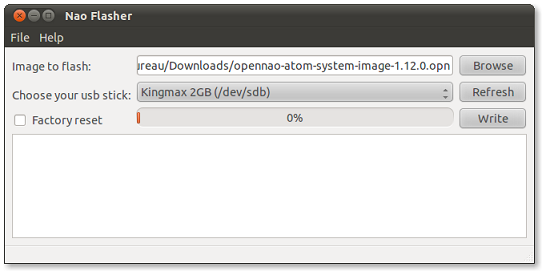 Nao Flasher
File Help
Image to flash: ureau/Downloads/opennao-atom-system-image-1.12.0.opn Browse
Choose your usb stick: Kingmax 2GB (/dev/sdb) Refresh
Factory reset 0% Write